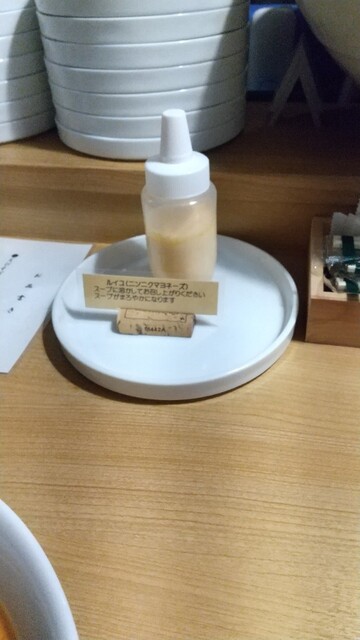 ルイユ(ニンニクマヨネーズ)
スープに溶かしてお召し上がりください
スープがまろやかになります